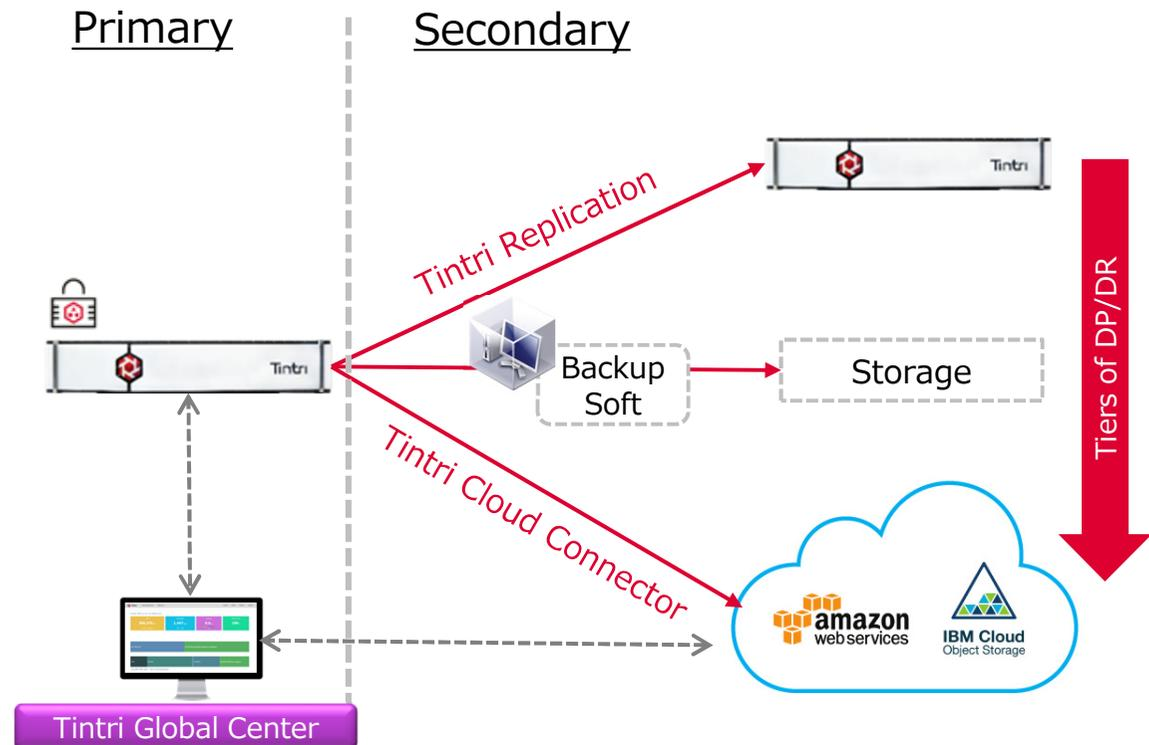 Primary
Secondary
Tintri
Tintri Replication
Tiers of DP/DR
Tintri
Backup
Soft
Storage
Tintri Cloud Connector
amazon
webservices
IBM Cloud
Object Storage
Tintri Global Center